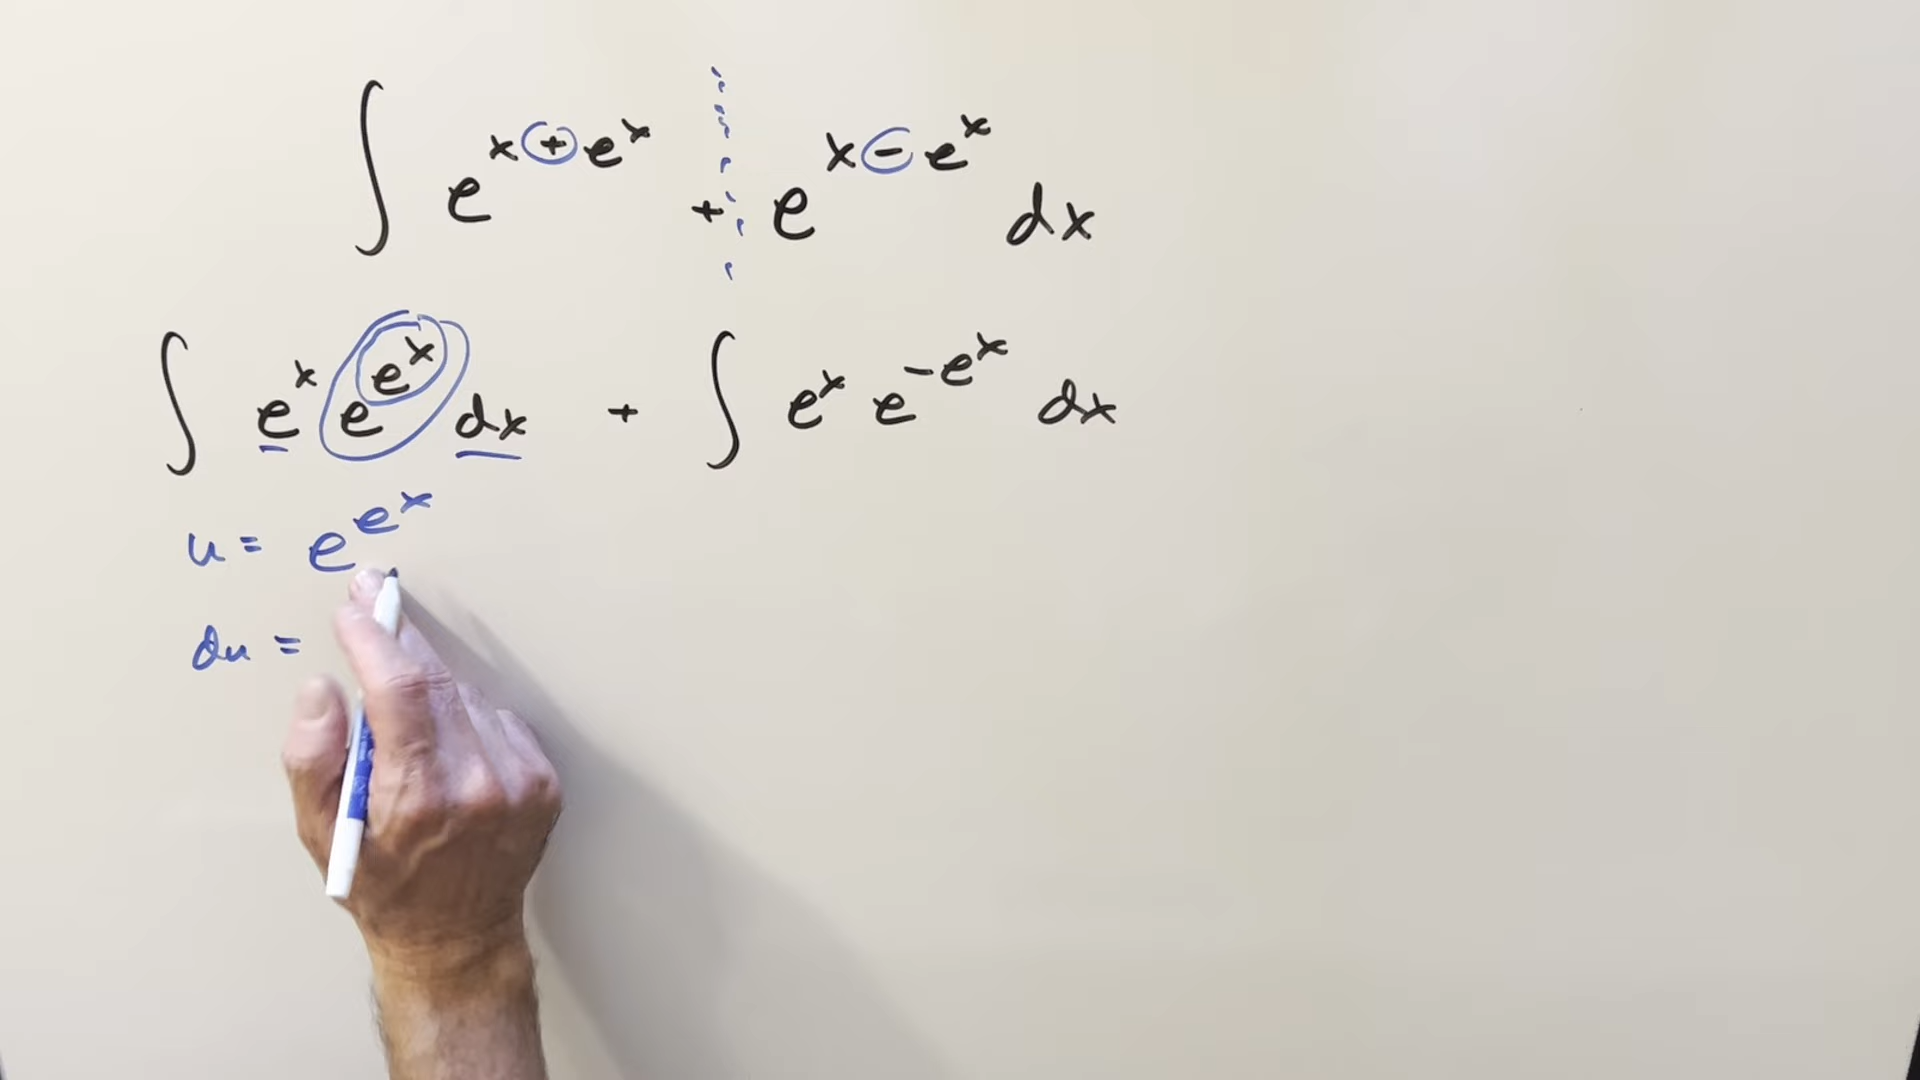 ∫ e^{x+e^x} + e^{x-e^x} dx
∫ e^x e^{e^x} dx + ∫ e^x e^{-e^x} dx
u = e^{e^x}
du =